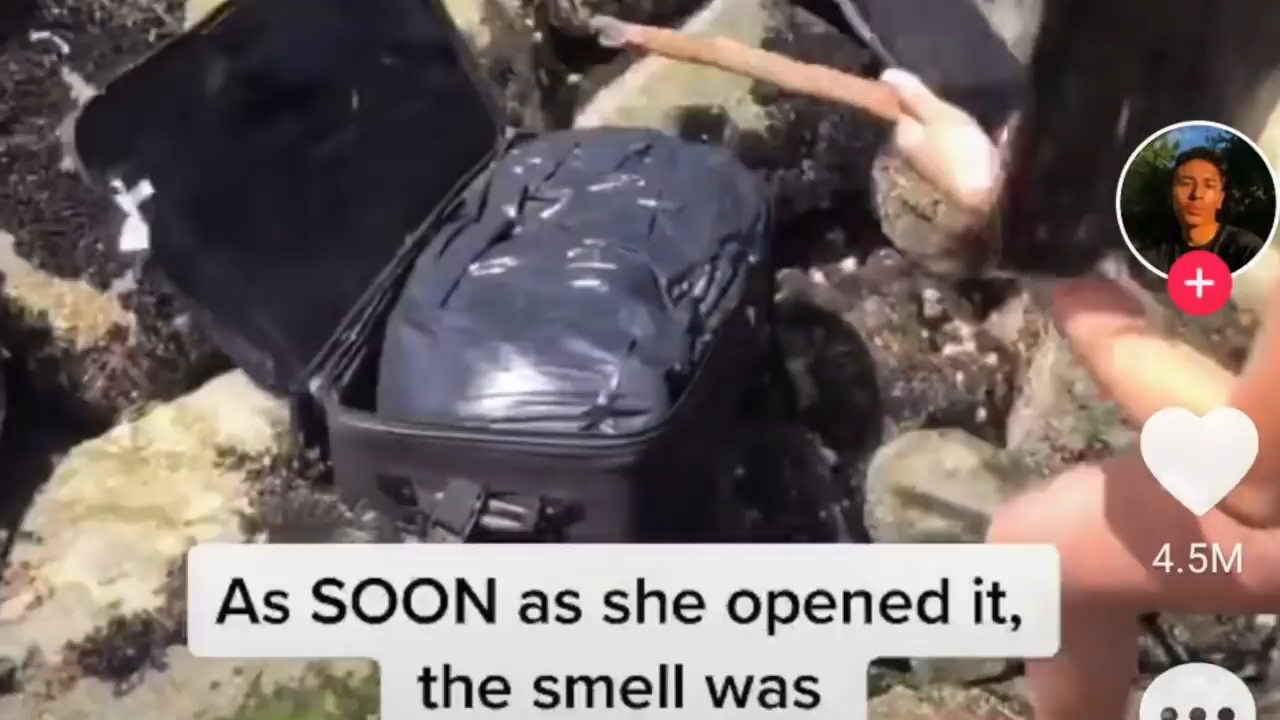 4.5M
As SOON as she opened it,
the smell was